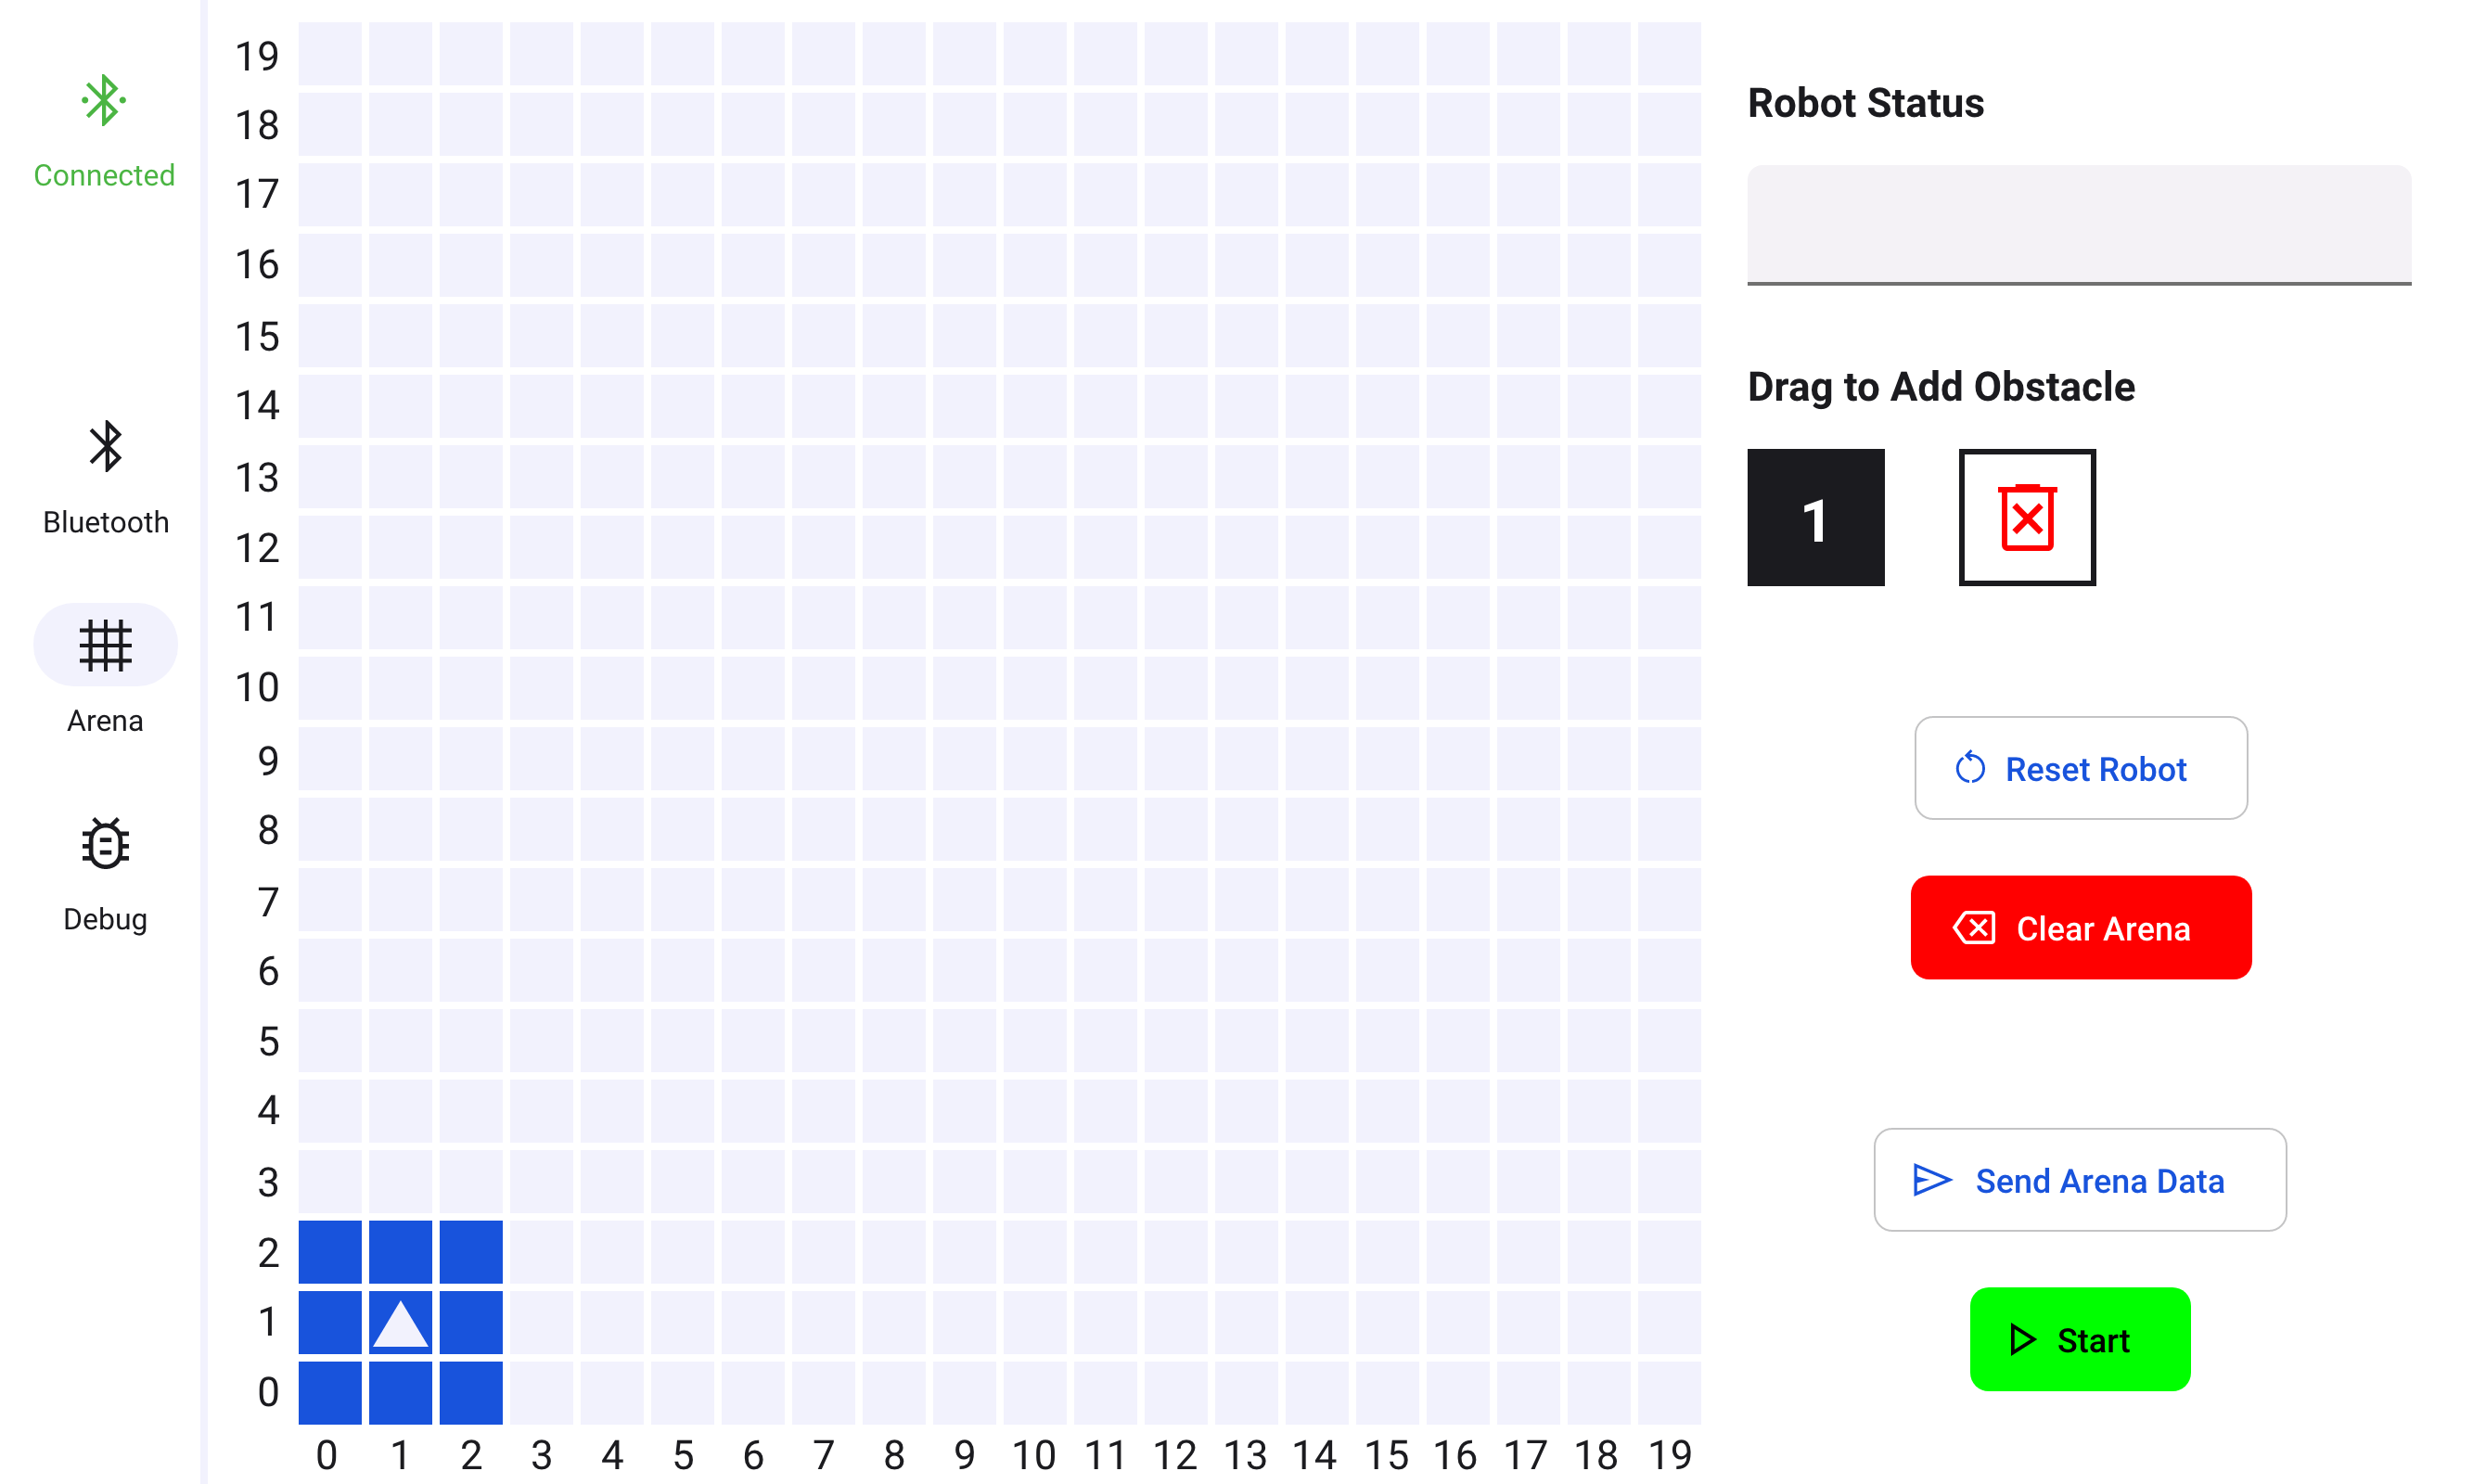 Connected
Bluetooth
Arena
Debug
19
18
17
16
15
14
13
12
11
10
9
8
7
6
5
4
3
2
1
0
0 1 2 3 4 5 6 7 8 9 10 11 12 13 14 15 16 17 18 19
Robot Status
Drag to Add Obstacle
1
Reset Robot
Clear Arena
Send Arena Data
Start